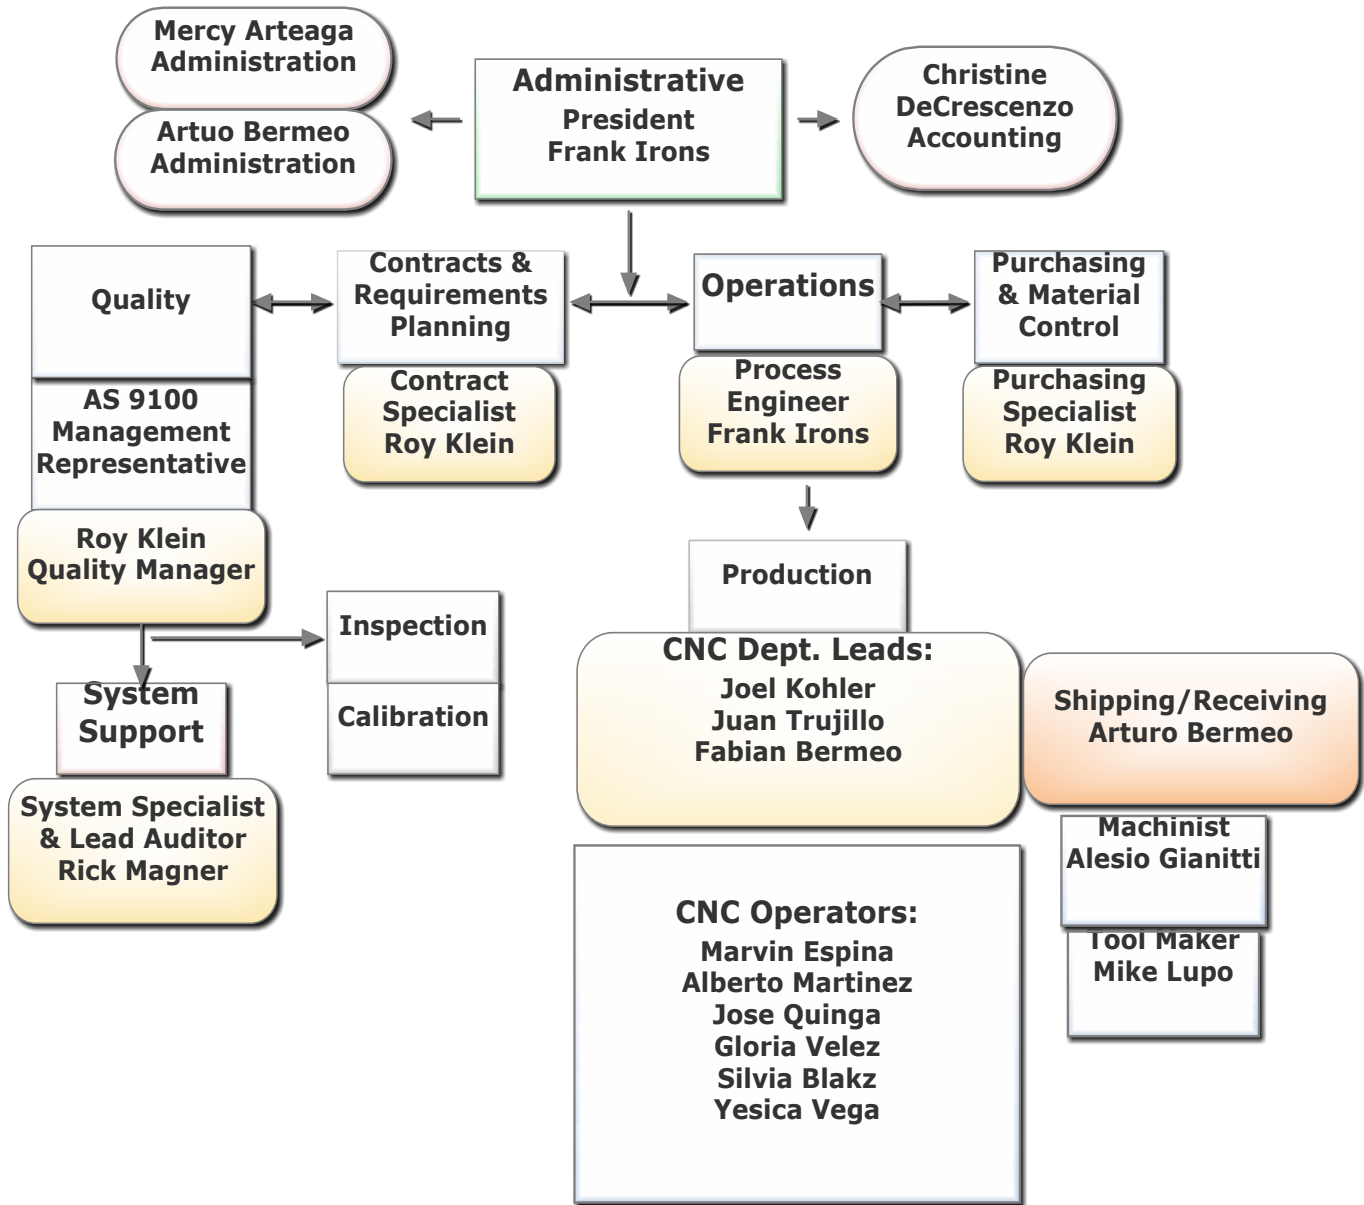 Mercy Arteaga
Administration
Artuo Bermeo
Administration
Administrative
President
Frank Irons
Christine
DeCrescenzo
Accounting
Quality
AS 9100
Management
Representative
Roy Klein
Quality Manager
Contracts &
Requirements
Planning
Contract
Specialist
Roy Klein
Operations
Process
Engineer
Frank Irons
Purchasing
& Material
Control
Purchasing
Specialist
Roy Klein
Inspection
Calibration
System
Support
System Specialist
& Lead Auditor
Rick Magner
Production
CNC Dept. Leads:
Joel Kohler
Juan Trujillo
Fabian Bermeo
Shipping/Receiving
Arturo Bermeo
Machinist
Alesio Gianitti
Tool Maker
Mike Lupo
CNC Operators:
Marvin Espina
Alberto Martinez
Jose Quinga
Gloria Velez
Silvia Blakz
Yesica Vega